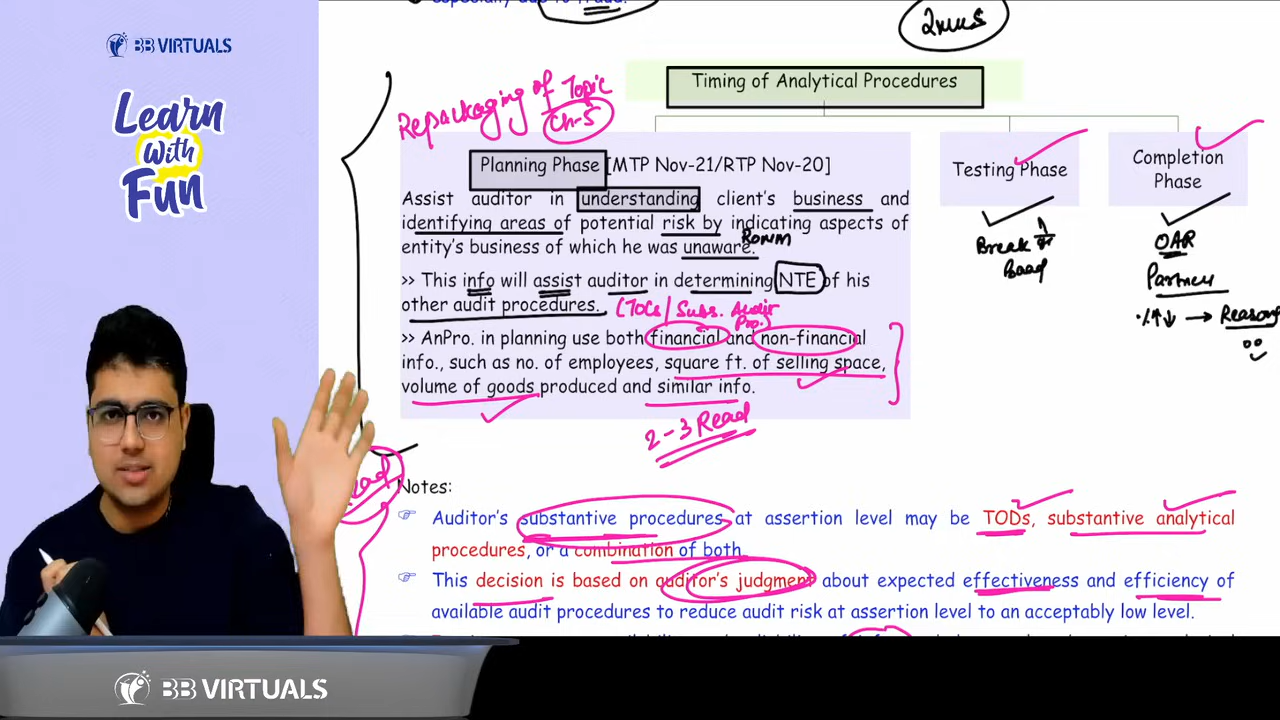 especially due to fraud.
2mks
BB VIRTUALS
Learn
With
Fun
Timing of Analytical Procedures
Repackaging of Topic
Ch-5
Planning Phase [MTP Nov-21/RTP Nov-20]
Assist auditor in understanding client's business and
identifying areas of potential risk by indicating aspects of
entity's business of which he was unaware.
ROMM
>> This info will assist auditor in determining NTE of his
other audit procedures.
(TOCs / Subs. Audit
Pro.)
>> AnPro. in planning use both financial and non-financial
info., such as no. of employees, square ft. of selling space,
volume of goods produced and similar info.
2-3 Read
Testing Phase
Break
Completion
Phase
OAR
Partner
Reasons
Notes:
☞ Auditor's substantive procedures at assertion level may be TODs, substantive analytical
procedures, or a combination of both.
☞ This decision is based on auditor's judgment about expected effectiveness and efficiency of
available audit procedures to reduce audit risk at assertion level to an acceptably low level.
BB VIRTUALS